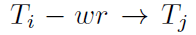 T_i − wr → T_j